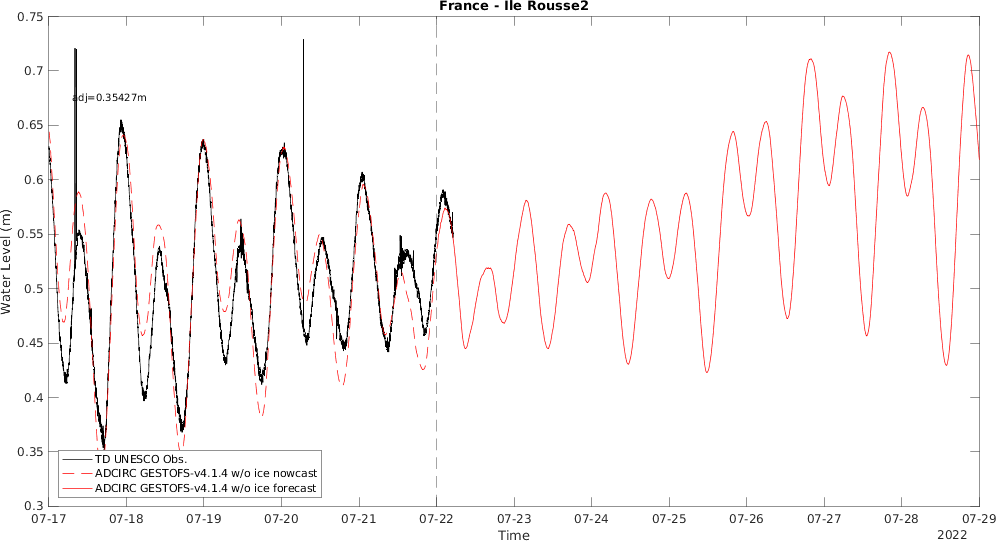 France - Ile Rousse2
Water Level (m)
0.75
0.7
0.65
0.6
0.55
0.5
0.45
0.4
0.35
0.3
adj=0.35427m
TD UNESCO Obs.
ADCIRC GESTOFS-v4.1.4 w/o ice nowcast
ADCIRC GESTOFS-v4.1.4 w/o ice forecast
07-17 07-18 07-19 07-20 07-21 07-22 07-23 07-24 07-25 07-26 07-27 07-28 07-29
Time
2022